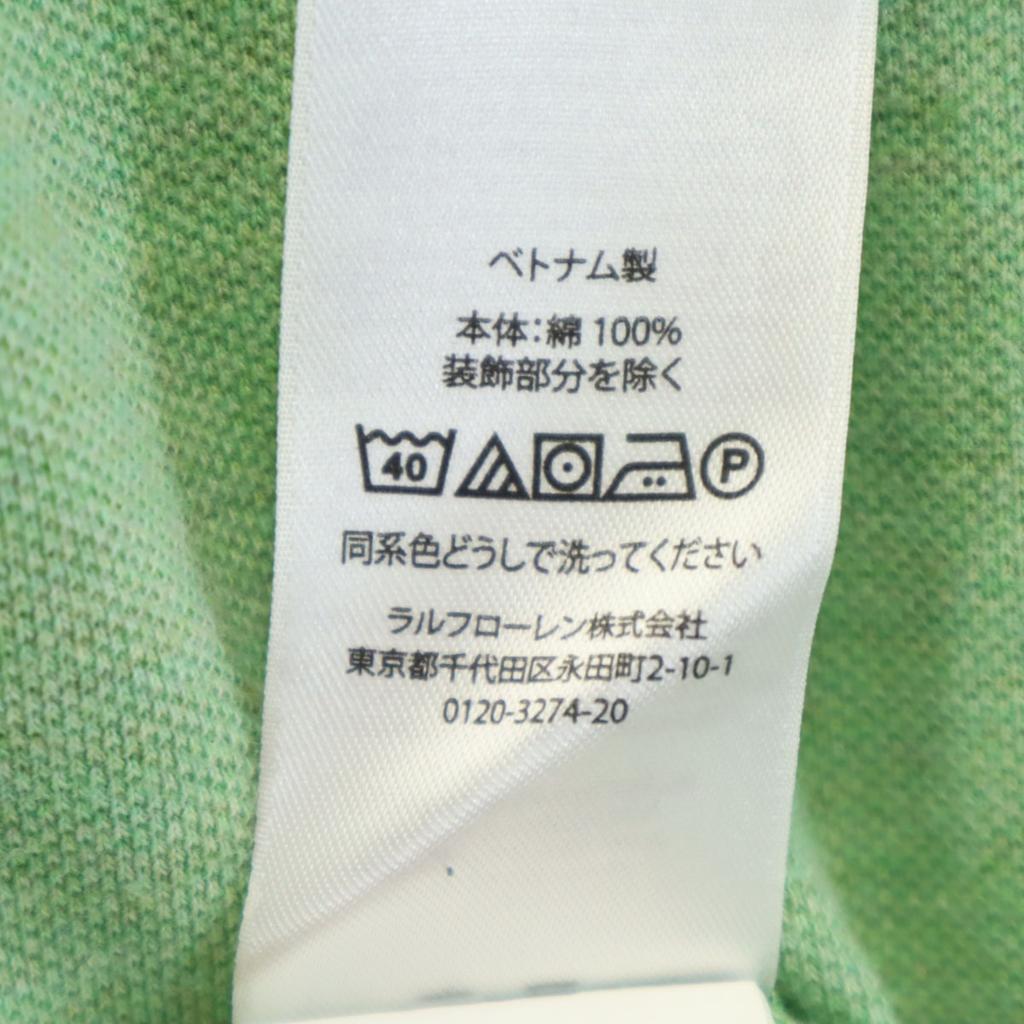 ベトナム製
本体：綿 100%
装飾部分を除く
40 P
同系色どうしで洗ってください
ラルフローレン株式会社
東京都千代田区永田町2-10-1
0120-3274-20